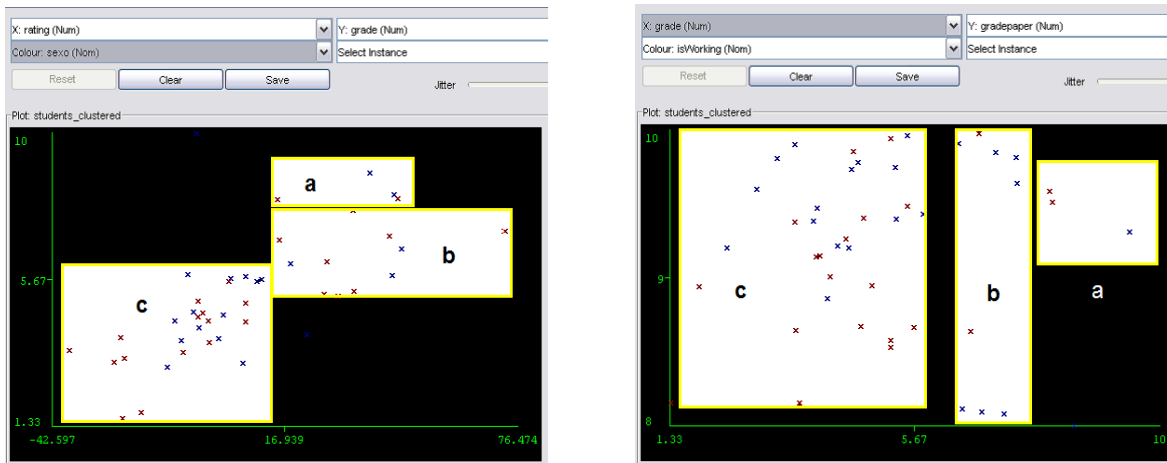 X: rating (Num) Y: grade (Num)
Colour: sexo (Nom) Select Instance
Reset Clear Save Jitter
Plot: students_clustered
10
a
b
5.67
c
1.33
-42.597 16.939 76.474
X: grade (Num) Y: gradepaper (Num)
Colour: isWorking (Nom) Select Instance
Reset Clear Save Jitter
Plot: students_clustered
10
9
c b a
8
1.33 5.67 10